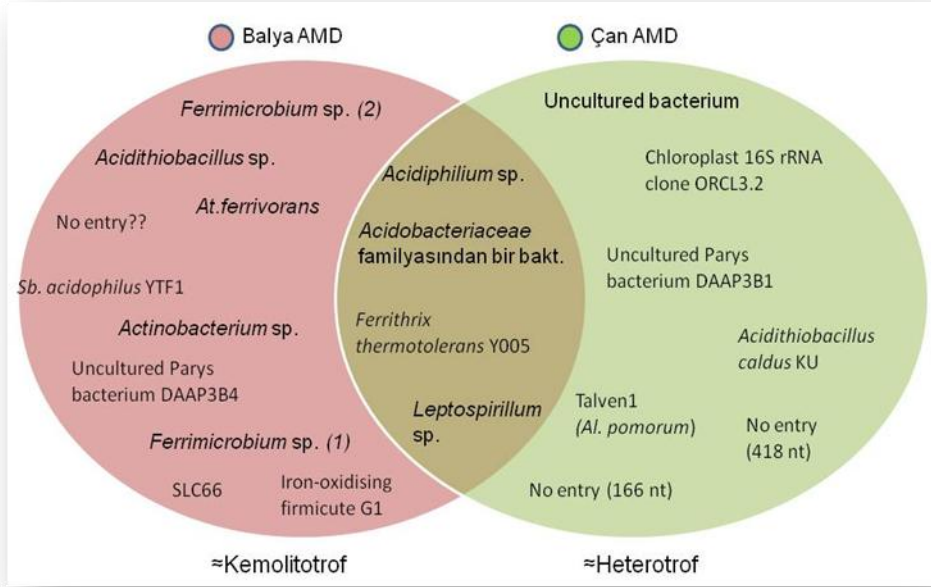 Balya AMD
Çan AMD
Ferrimicrobium sp. (2)
Acidithiobacillus sp.
At.ferrivorans
No entry??
Sb. acidophilus YTF1
Actinobacterium sp.
Uncultured Parys
bacterium DAAP3B4
Ferrimicrobium sp. (1)
SLC66
Iron-oxidising
firmicute G1
Acidiphilium sp.
Acidobacteriaceae
familyasından bir bakt.
Ferrithrix
thermotolerans Y005
Leptospirillum
sp.
Uncultured bacterium
Chloroplast 16S rRNA
clone ORCL3.2
Uncultured Parys
bacterium DAAP3B1
Acidithiobacillus
caldus KU
Talven1
(Al. pomorum)
No entry
(418 nt)
No entry (166 nt)
≈Kemolitotrof
≈Heterotrof